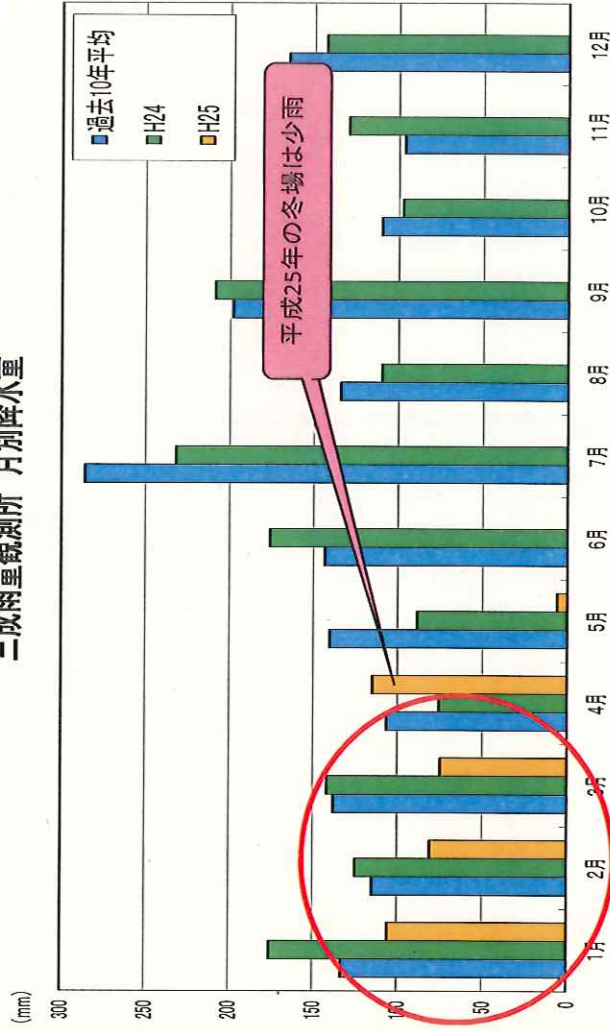 三成雨量観測所 月別降水量
(mm)
300
250
200
150
100
50
0
過去10年平均
H24
H25
平成25年の冬場は少雨
1月
2月
3月
4月
5月
6月
7月
8月
9月
10月
11月
12月